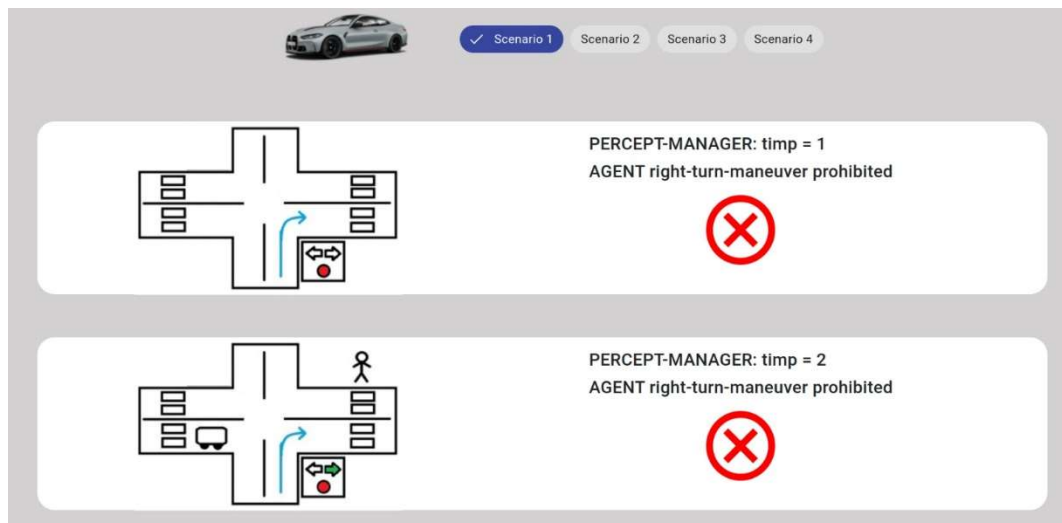 Scenario 1
Scenario 2
Scenario 3
Scenario 4
PERCEPT-MANAGER: timp = 1
AGENT right-turn-maneuver prohibited
PERCEPT-MANAGER: timp = 2
AGENT right-turn-maneuver prohibited